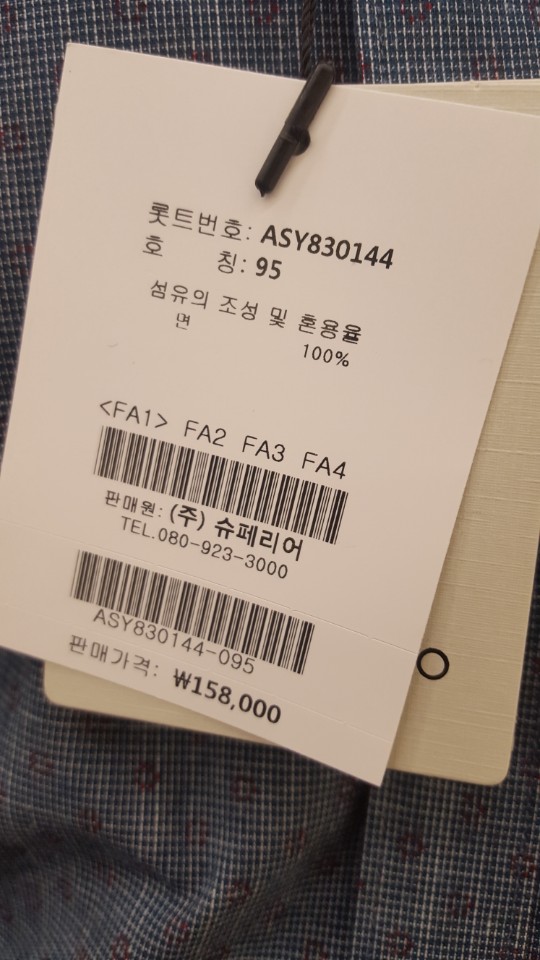 롯트번호: ASY830144
호 칭: 95
섬유의 조성 및 혼용율
면
100%
<FA1> FA2 FA3 FA4
판매원: (주) 슈페리어
TEL.080-923-3000
ASY830144-095
판매가격: ₩158,000